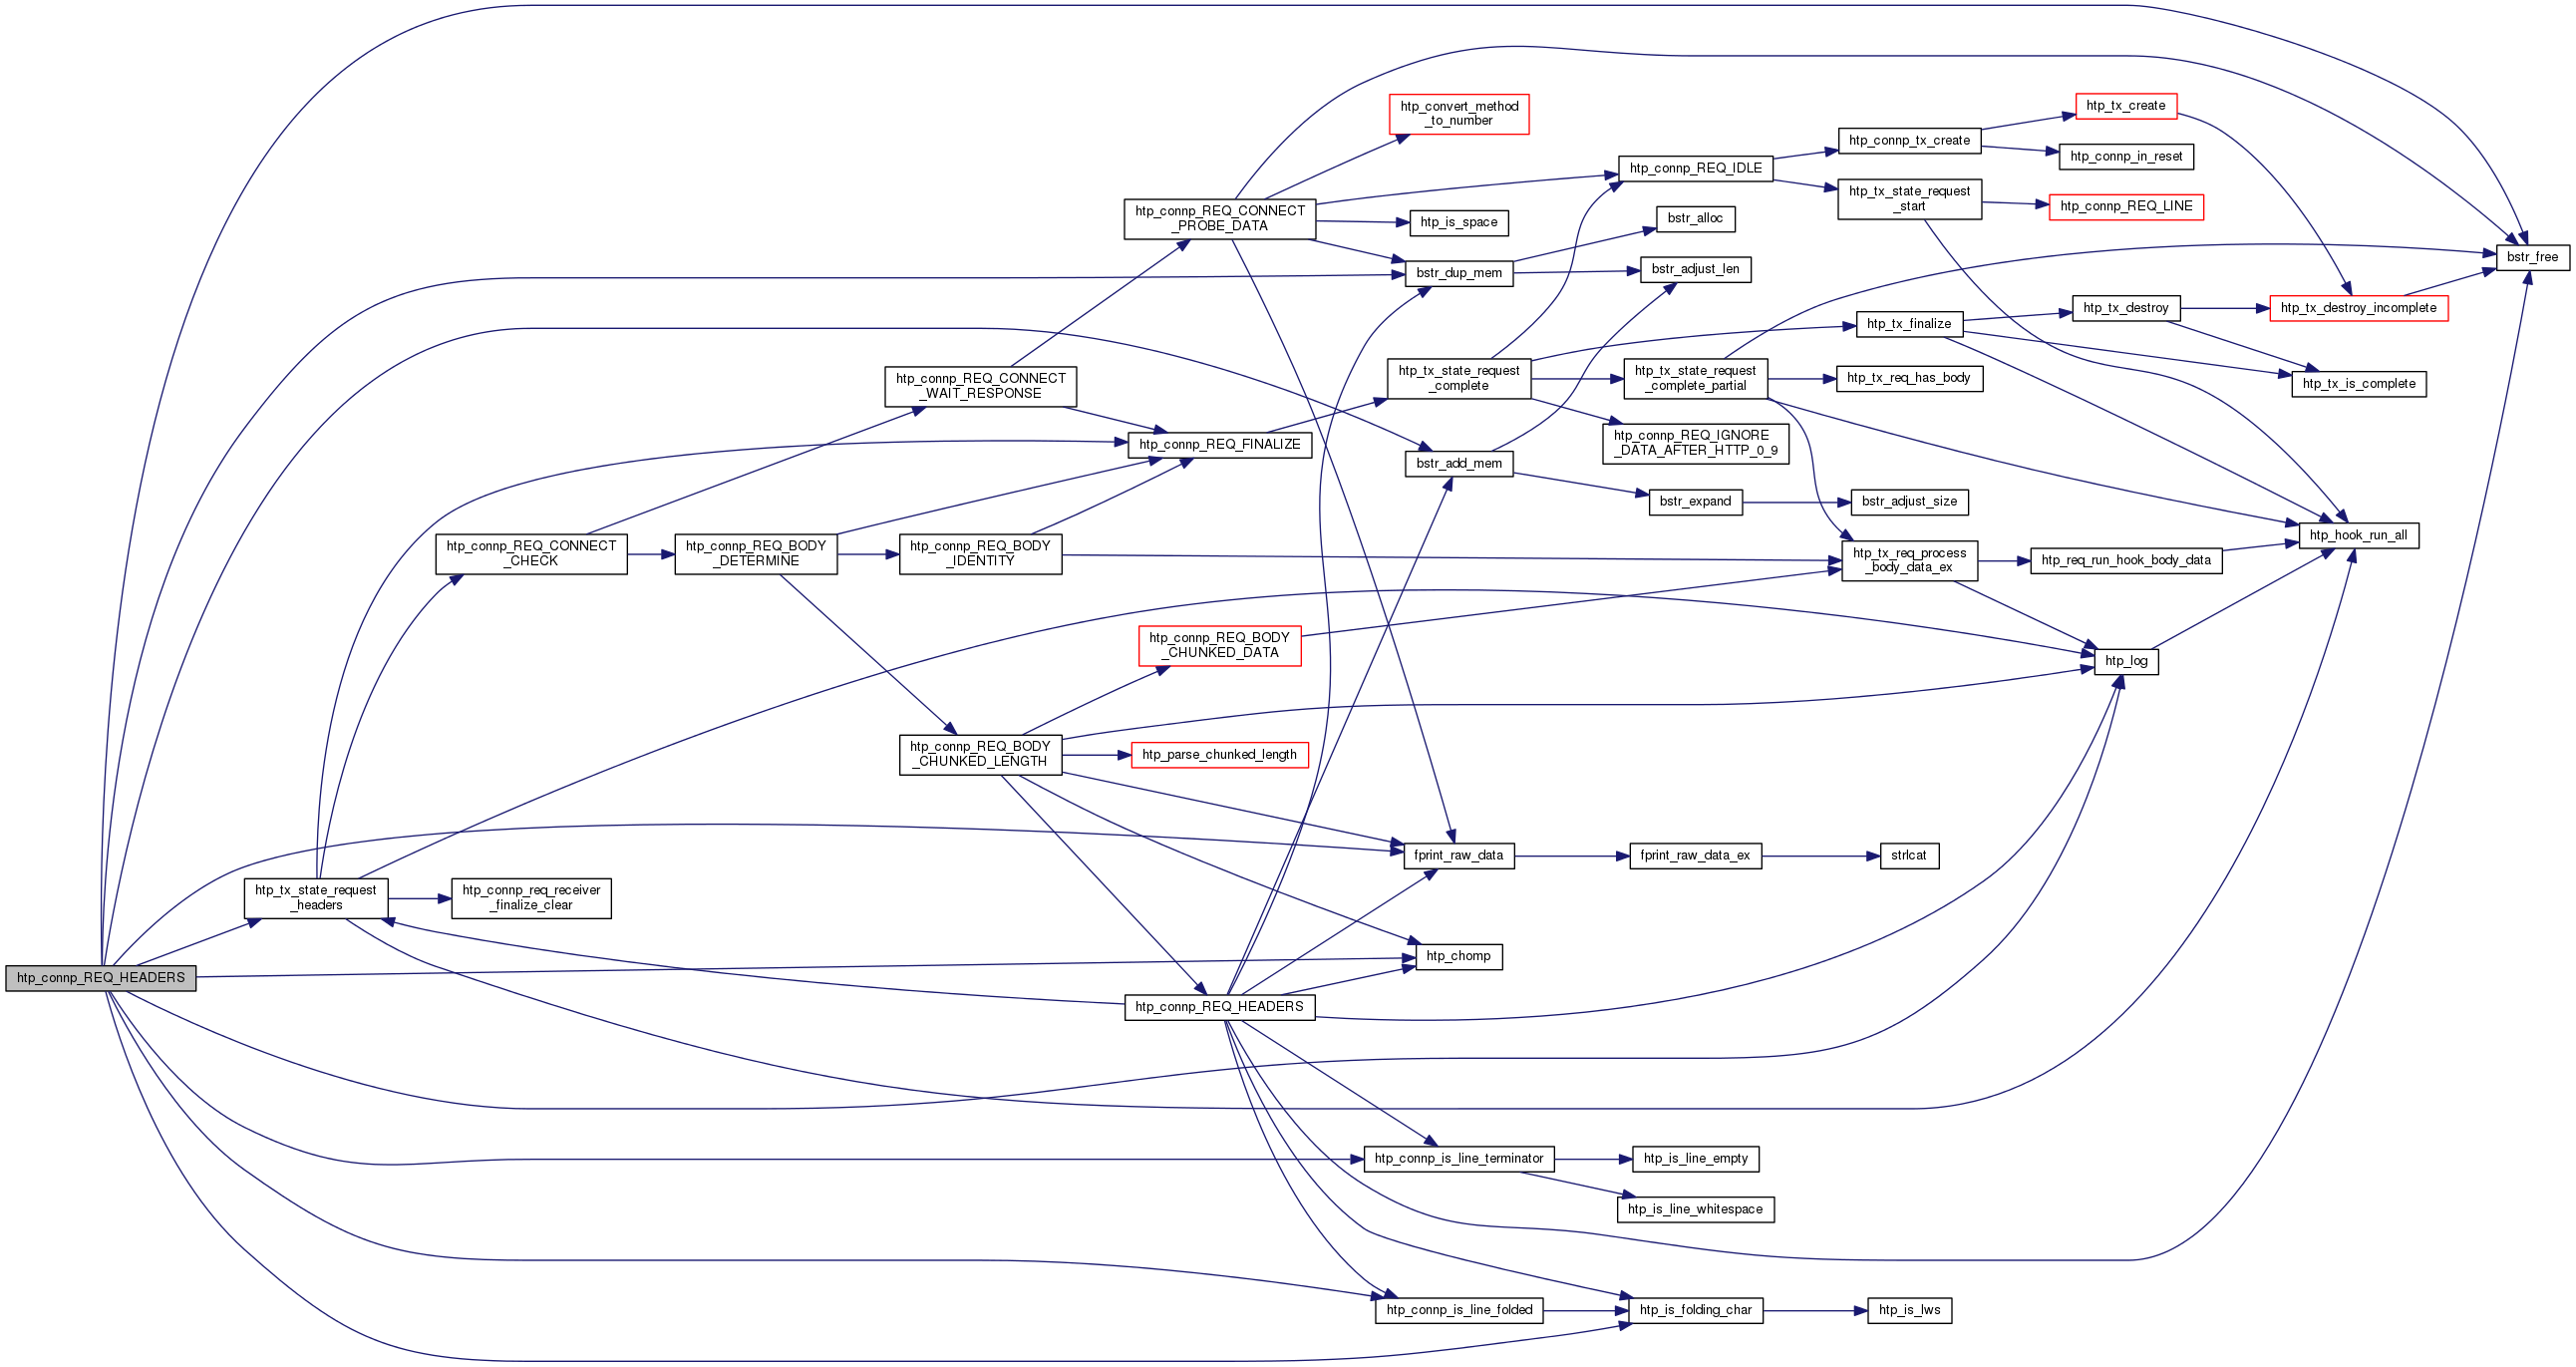 htp_convert_method
_to_number
htp_tx_create
htp_connp_tx_create
htp_connp_in_reset
htp_connp_REQ_IDLE
htp_tx_state_request
_start
htp_connp_REQ_LINE
htp_connp_REQ_CONNECT
_PROBE_DATA
htp_is_space
bstr_alloc
bstr_free
bstr_dup_mem
bstr_adjust_len
htp_tx_destroy
htp_tx_destroy_incomplete
htp_tx_finalize
htp_connp_REQ_CONNECT
_WAIT_RESPONSE
htp_tx_state_request
_complete
htp_tx_state_request
_complete_partial
htp_tx_req_has_body
htp_tx_is_complete
htp_connp_REQ_FINALIZE
htp_connp_REQ_IGNORE
_DATA_AFTER_HTTP_0_9
bstr_add_mem
bstr_expand
bstr_adjust_size
htp_hook_run_all
htp_connp_REQ_CONNECT
_CHECK
htp_connp_REQ_BODY
_DETERMINE
htp_connp_REQ_BODY
_IDENTITY
htp_tx_req_process
_body_data_ex
htp_req_run_hook_body_data
htp_connp_REQ_BODY
_CHUNKED_DATA
htp_log
htp_connp_REQ_BODY
_CHUNKED_LENGTH
htp_parse_chunked_length
fprint_raw_data
fprint_raw_data_ex
strlcat
htp_tx_state_request
_headers
htp_connp_req_receiver
_finalize_clear
htp_chomp
htp_connp_REQ_HEADERS
htp_connp_REQ_HEADERS
htp_connp_is_line_terminator
htp_is_line_empty
htp_is_line_whitespace
htp_connp_is_line_folded
htp_is_folding_char
htp_is_lws